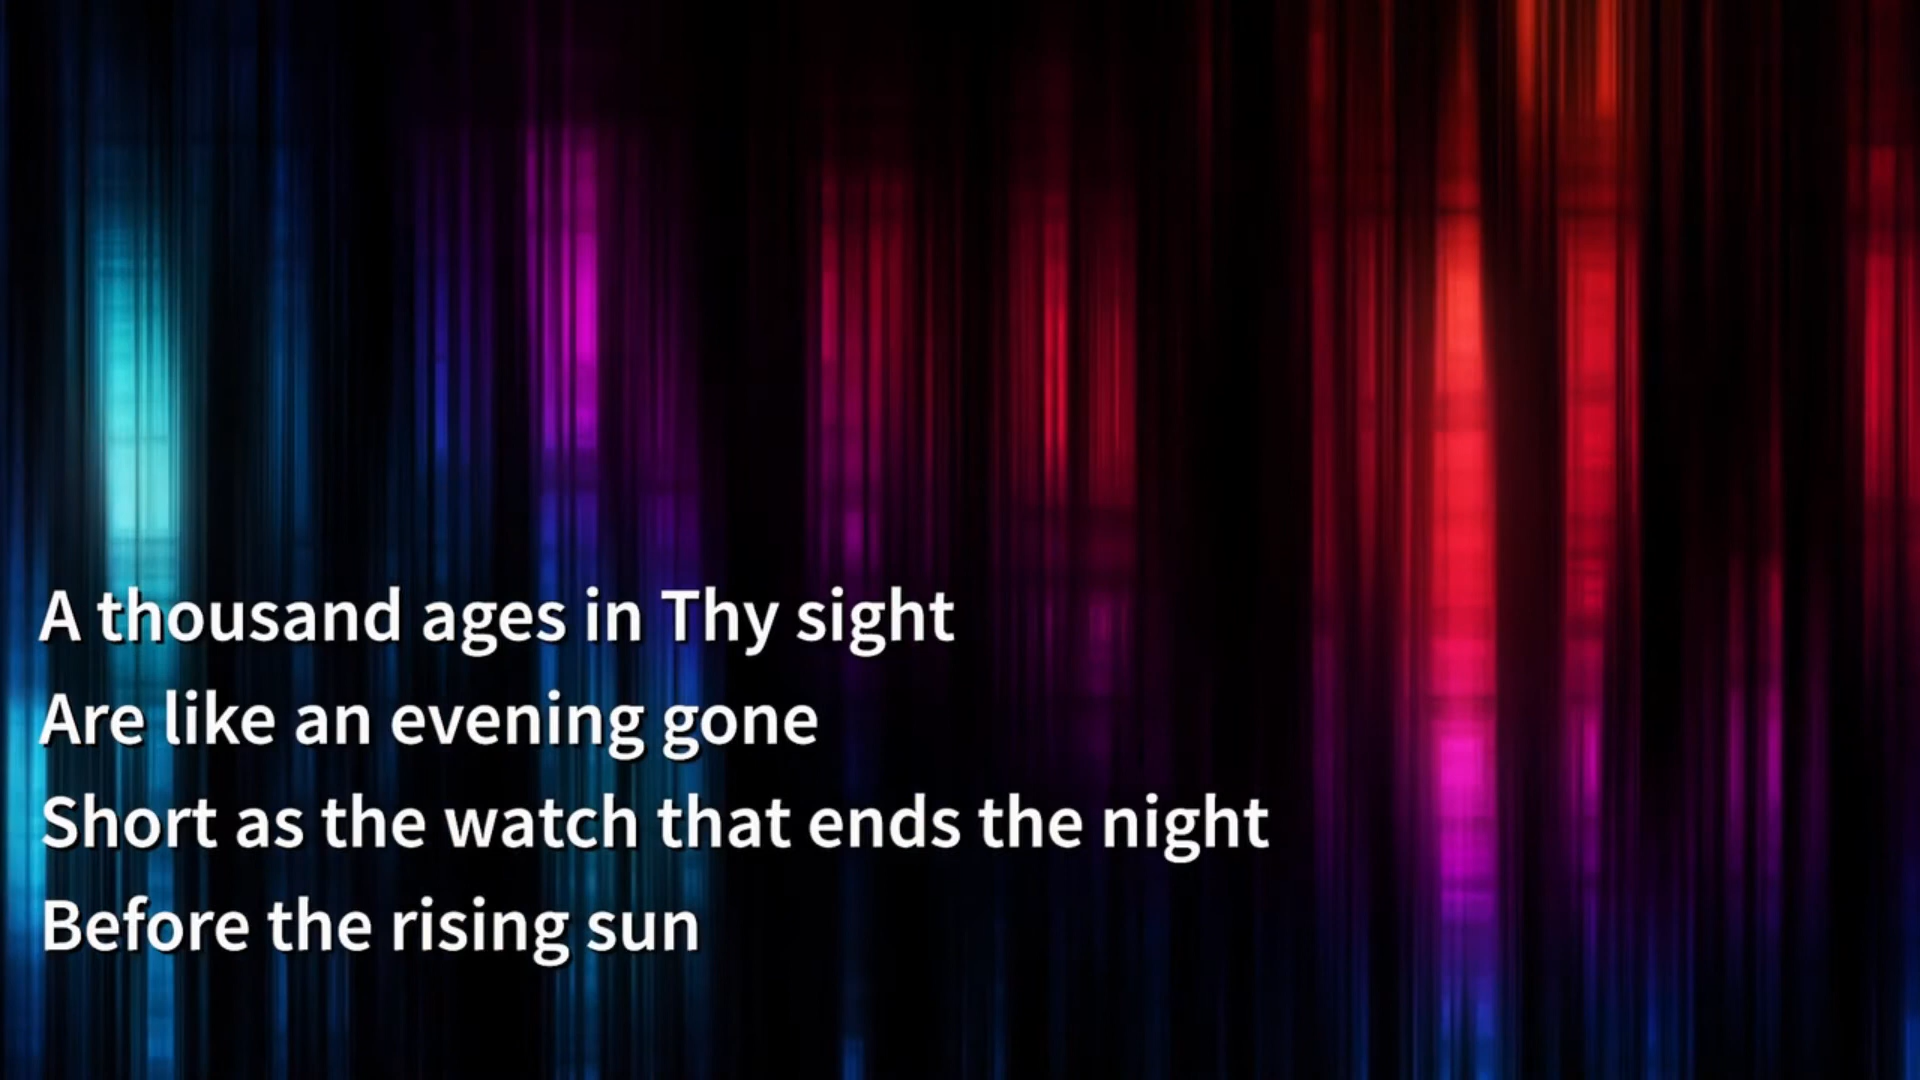 A thousand ages in Thy sight
Are like an evening gone
Short as the watch that ends the night
Before the rising sun